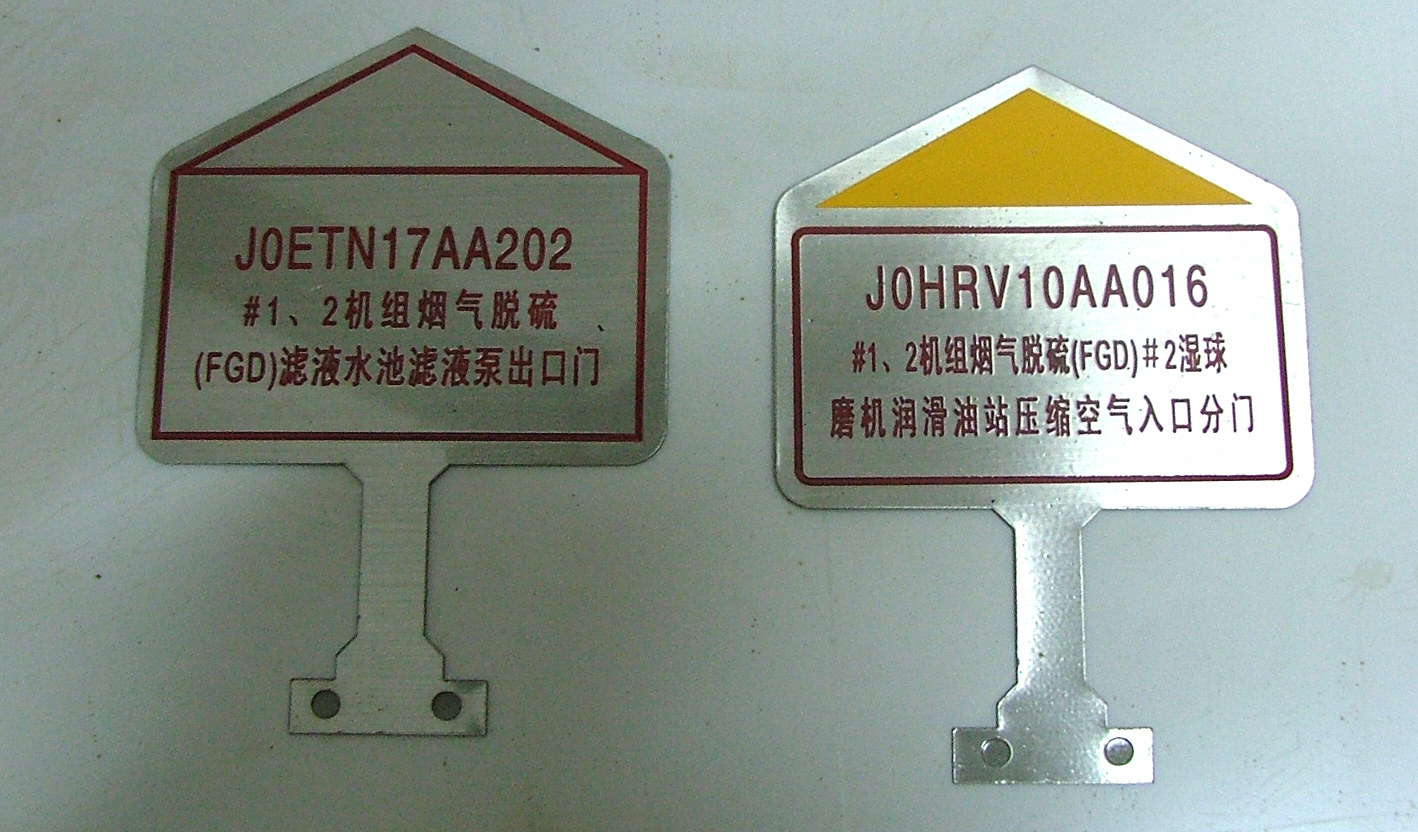 J0ETN17AA202
#1、2机组烟气脱硫
(FGD)滤液水池滤液泵出口门
J0HRV10AA016
#1、2机组烟气脱硫(FGD)#2湿球
磨机润滑油站压缩空气入口分门